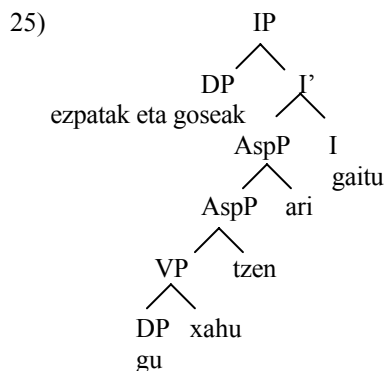 25) IP
DP I’
ezpatak eta goseak
AspP I
gaitu
AspP ari
VP tzen
DP xahu
gu